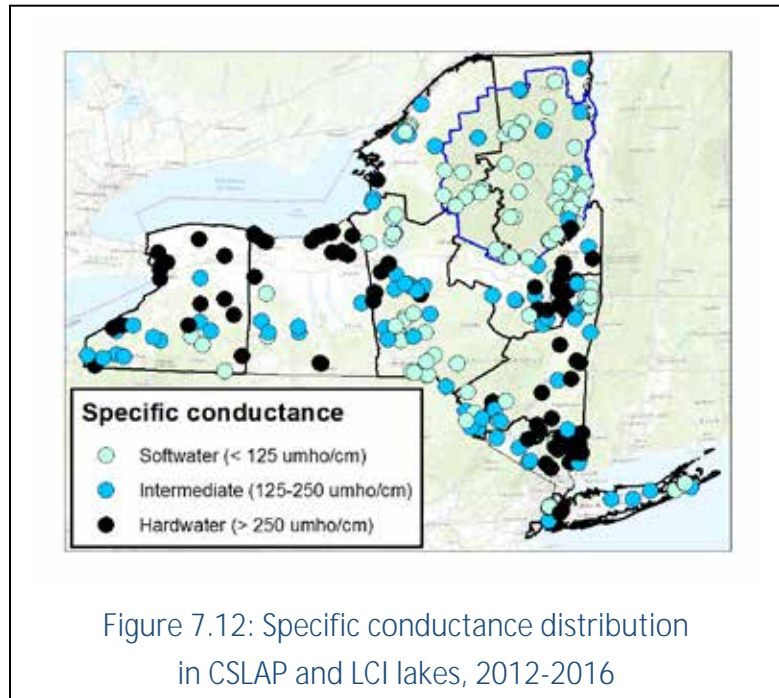 Specific conductance
Softwater (< 125 umho/cm)
Intermediate (125-250 umho/cm)
Hardwater (> 250 umho/cm)
Figure 7.12: Specific conductance distribution
in CSLAP and LCI lakes, 2012-2016